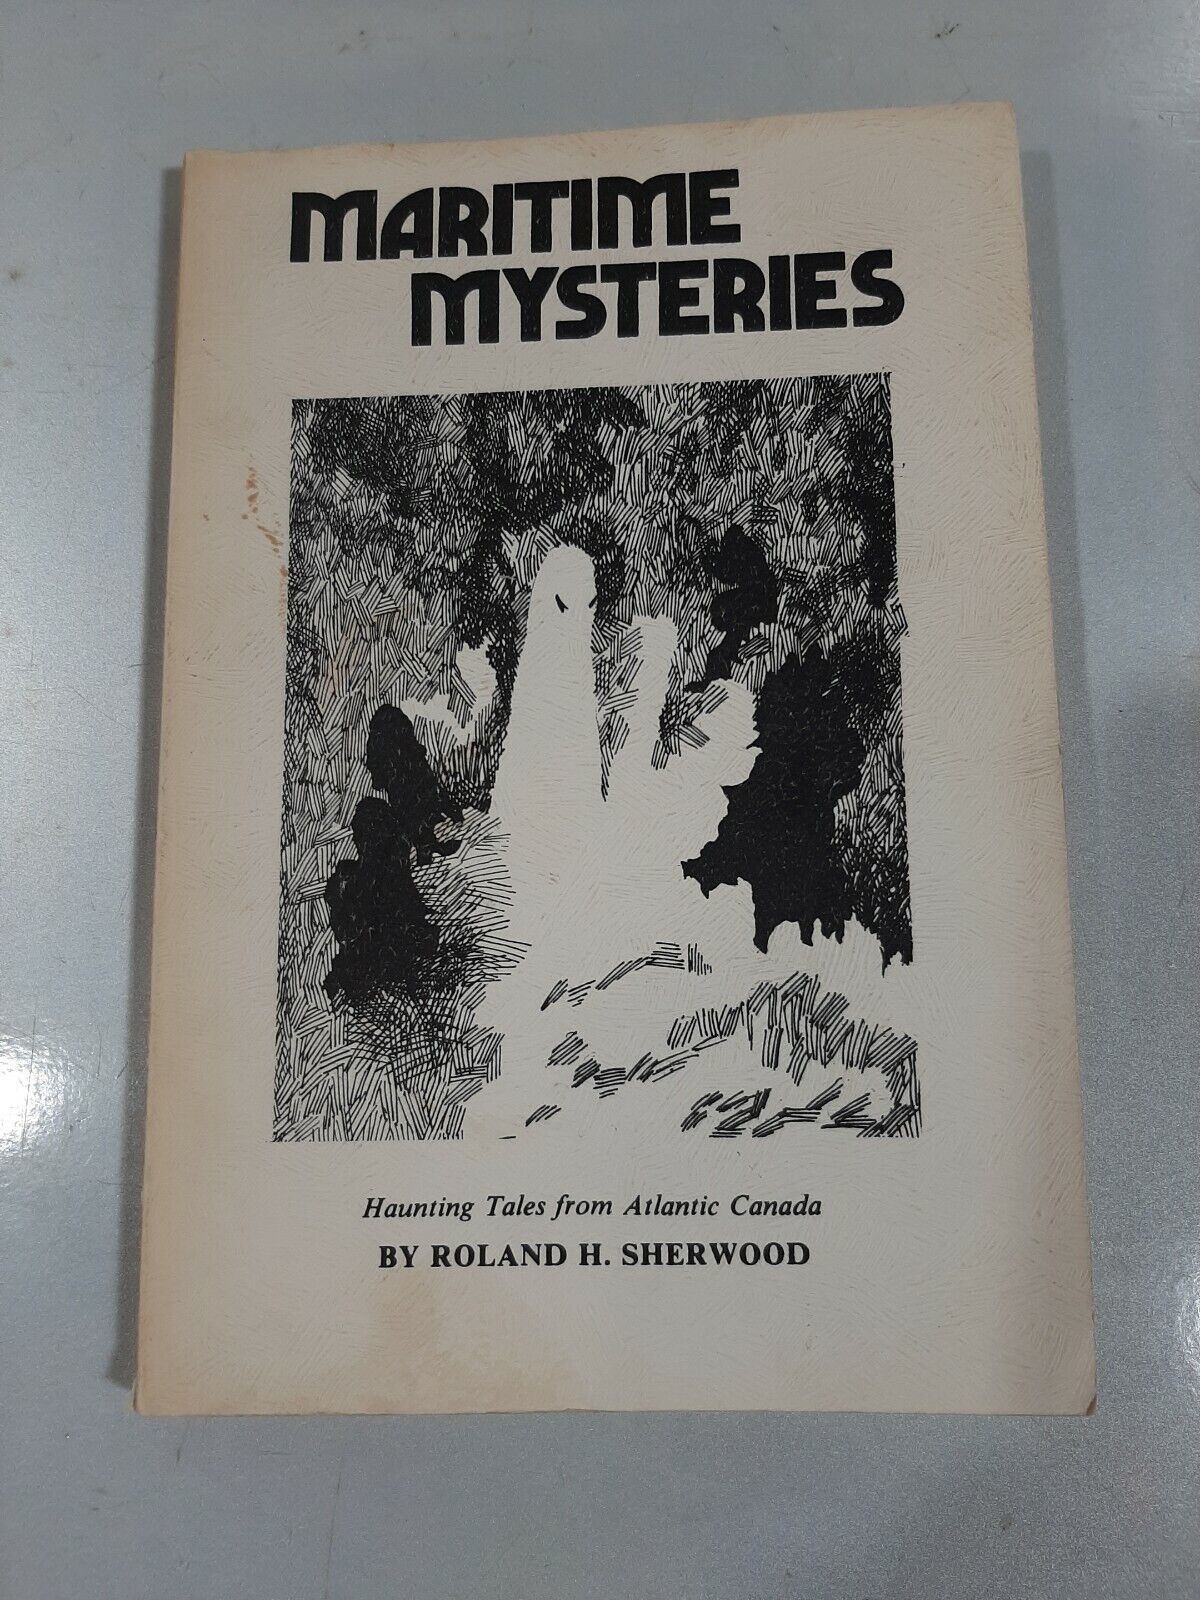 MARITIME
MYSTERIES
Haunting Tales from Atlantic Canada
BY ROLAND H. SHERWOOD